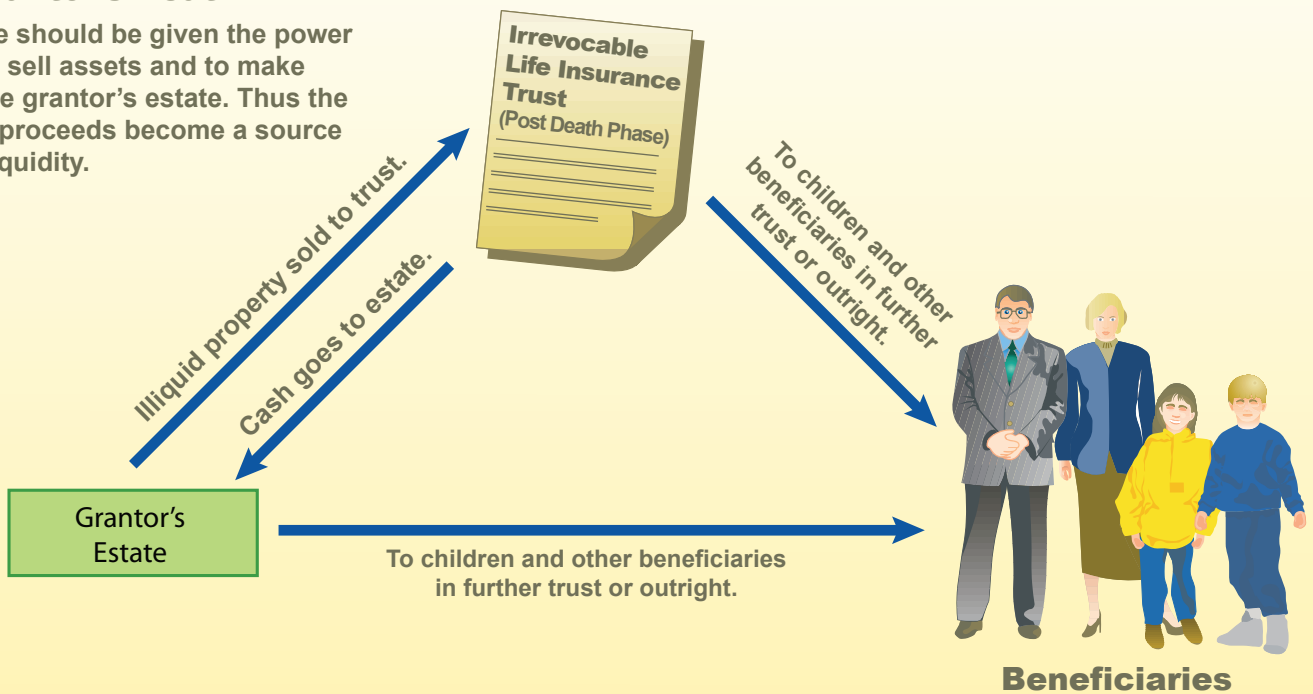 e should be given the power
sell assets and to make
e grantor's estate. Thus the
proceeds become a source
quidity.
Irrevocable
Life Insurance
Trust
(Post Death Phase)
Illiquid property sold to trust.
Cash goes to estate.
To children and other
beneficiaries in further
trust or outright.
Grantor's
Estate
To children and other beneficiaries
in further trust or outright.
Beneficiaries